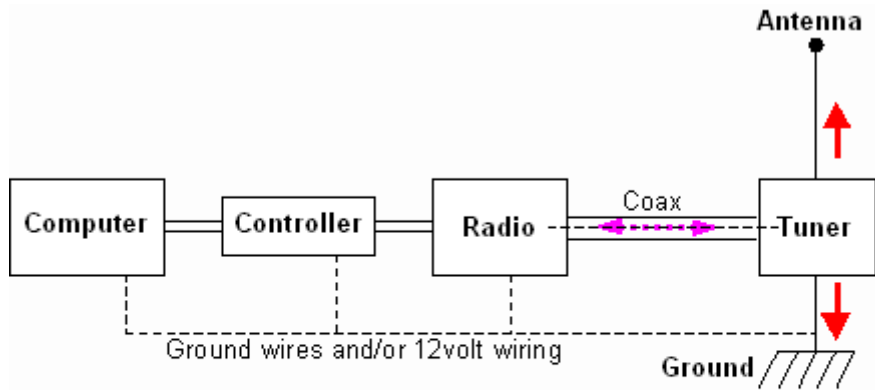 Antenna
Computer
Controller
Radio
Coax
Tuner
Ground wires and/or 12volt wiring
Ground